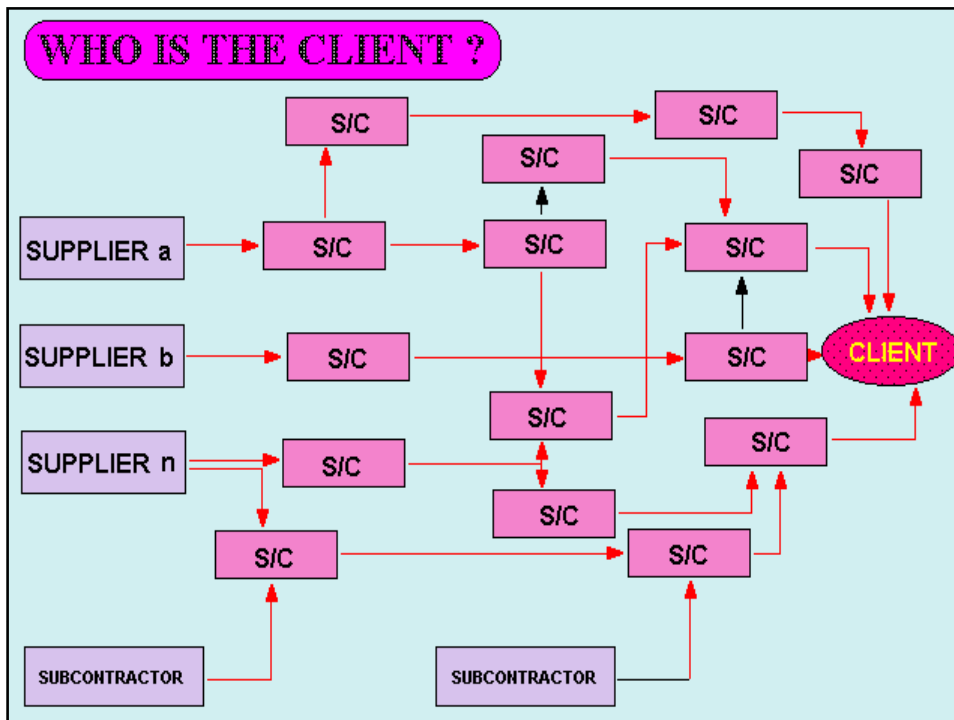 WHO IS THE CLIENT ?
S/C
S/C
S/C
S/C
SUPPLIER a
S/C
S/C
S/C
SUPPLIER b
S/C
S/C
CLIENT
S/C
S/C
SUPPLIER n
S/C
S/C
S/C
S/C
SUBCONTRACTOR
SUBCONTRACTOR